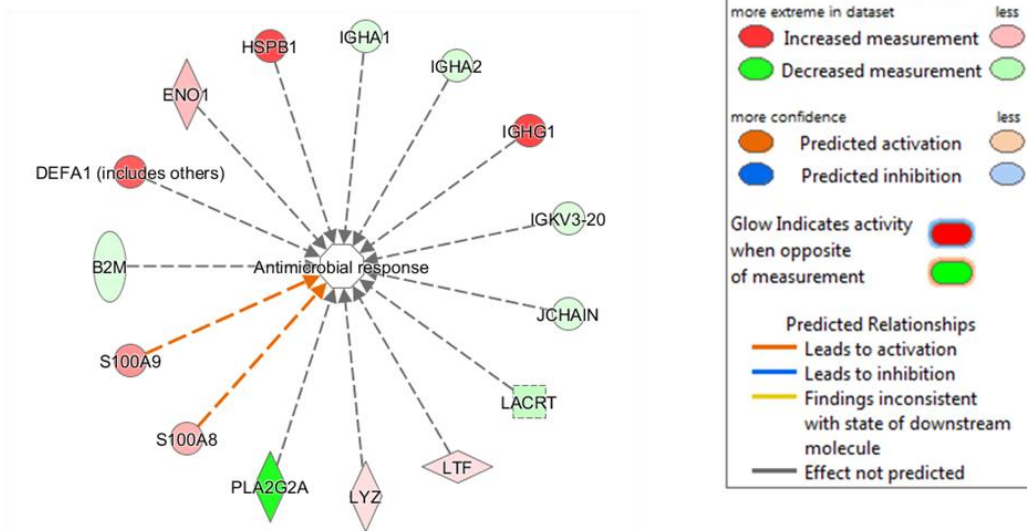 HSPB1
IGHA1
IGHA2
ENO1
IGHG1
DEFA1 (includes others)
IGKV3-20
B2M
Antimicrobial response
JCHAIN
S100A9
LACRT
S100A8
LTF
PLA2G2A
LYZ
more extreme in dataset less
Increased measurement
Decreased measurement
more confidence less
Predicted activation
Predicted inhibition
Glow Indicates activity
when opposite
of measurement
Predicted Relationships
Leads to activation
Leads to inhibition
Findings inconsistent
with state of downstream
molecule
Effect not predicted